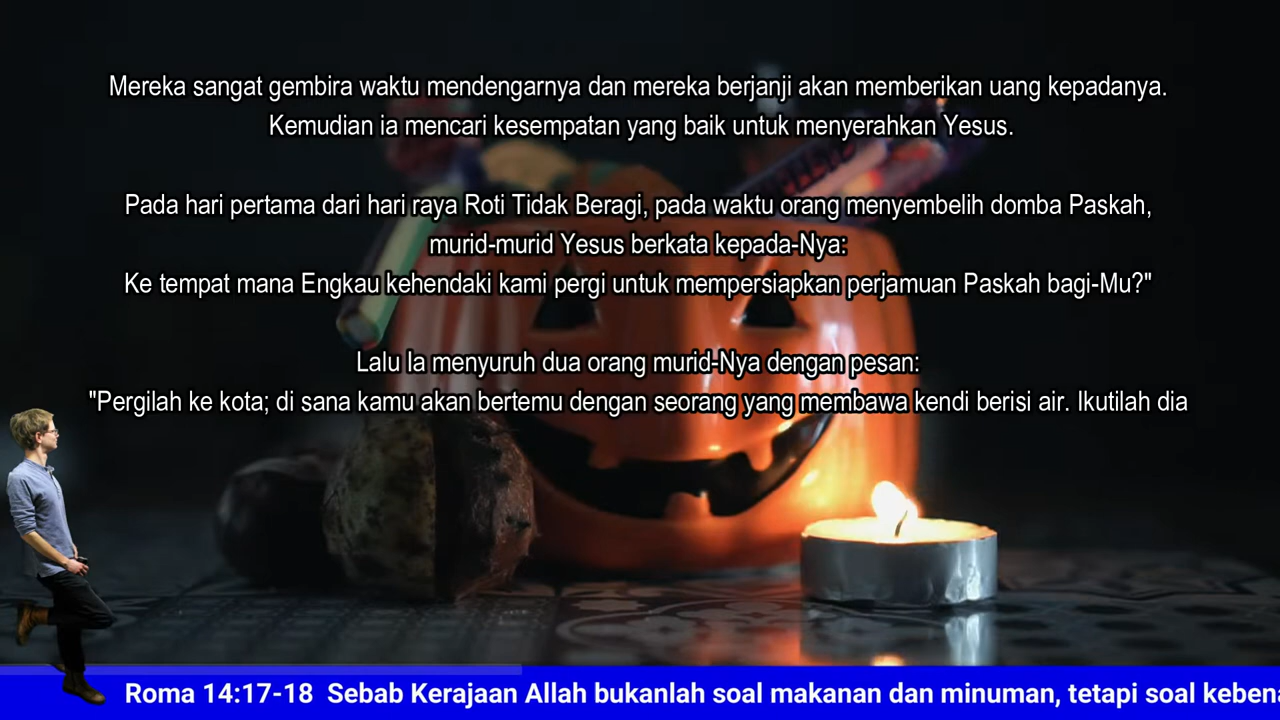 Mereka sangat gembira waktu mendengarnya dan mereka berjanji akan memberikan uang kepadanya.
Kemudian ia mencari kesempatan yang baik untuk menyerahkan Yesus.
Pada hari pertama dari hari raya Roti Tidak Beragi, pada waktu orang menyembelih domba Paskah,
murid-murid Yesus berkata kepada-Nya:
Ke tempat mana Engkau kehendaki kami pergi untuk mempersiapkan perjamuan Paskah bagi-Mu?"
Lalu Ia menyuruh dua orang murid-Nya dengan pesan:
"Pergilah ke kota; di sana kamu akan bertemu dengan seorang yang membawa kendi berisi air. Ikutilah dia
Roma 14:17-18 Sebab Kerajaan Allah bukanlah soal makanan dan minuman, tetapi soal